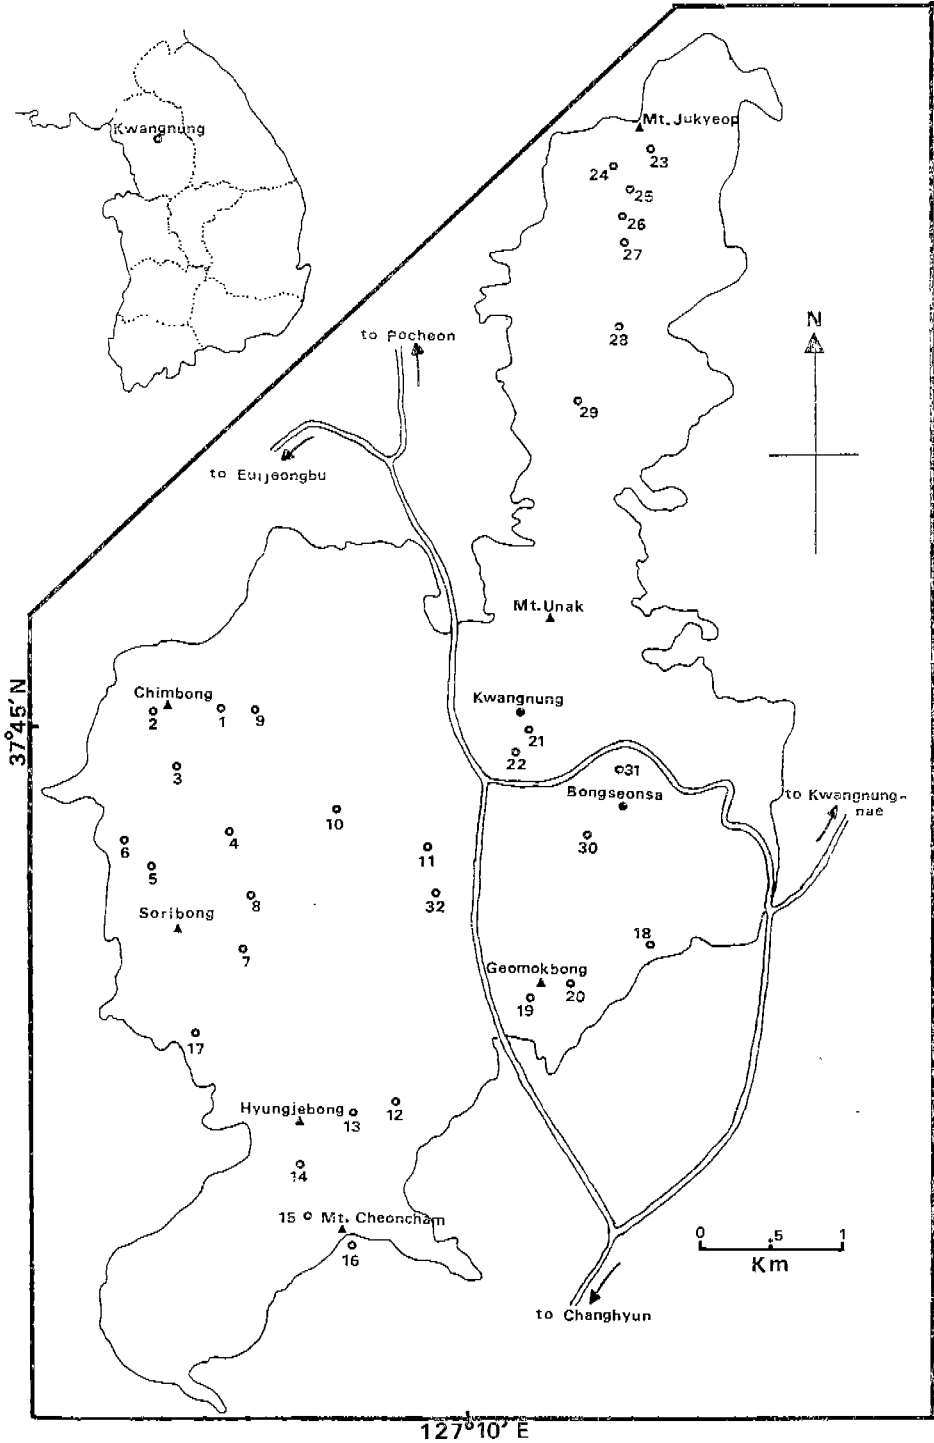 Kwangnung
Mt. Jukyeop
23
24
25
26
27
to Pocheon
N
28
29
to Euijeongbu
Mt. Unak
Chimbong
Kwangnung
2
1
9
37°45′ N
21
22
3
31
Bongseonsa
to Kwangnung-
nae
10
4
6
30
11
5
8
32
Soribong
18
7
Geomokbong
19
20
17
Hyungjebong
12
13
14
15
Mt. Cheoncham
16
0
.5
1
Km
to Changhyun
127°10′ E